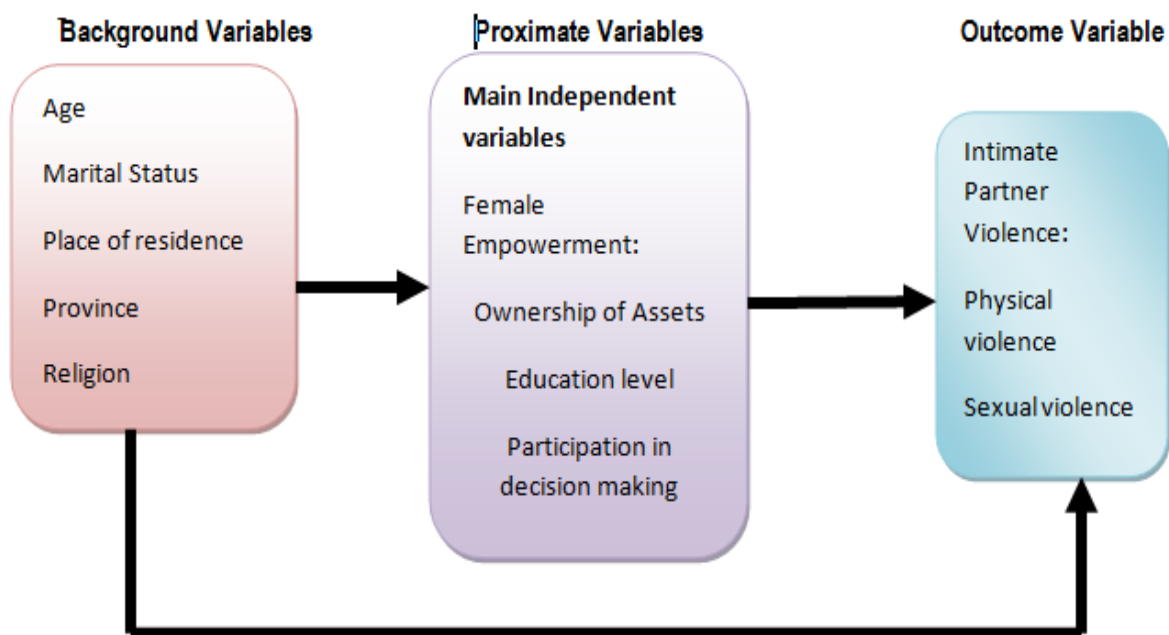 Background Variables
Proximate Variables
Outcome Variable
Age
Marital Status
Place of residence
Province
Religion
Main Independent
variables
Female
Empowerment:
Ownership of Assets
Education level
Participation in
decision making
Intimate
Partner
Violence:
Physical
violence
Sexual violence